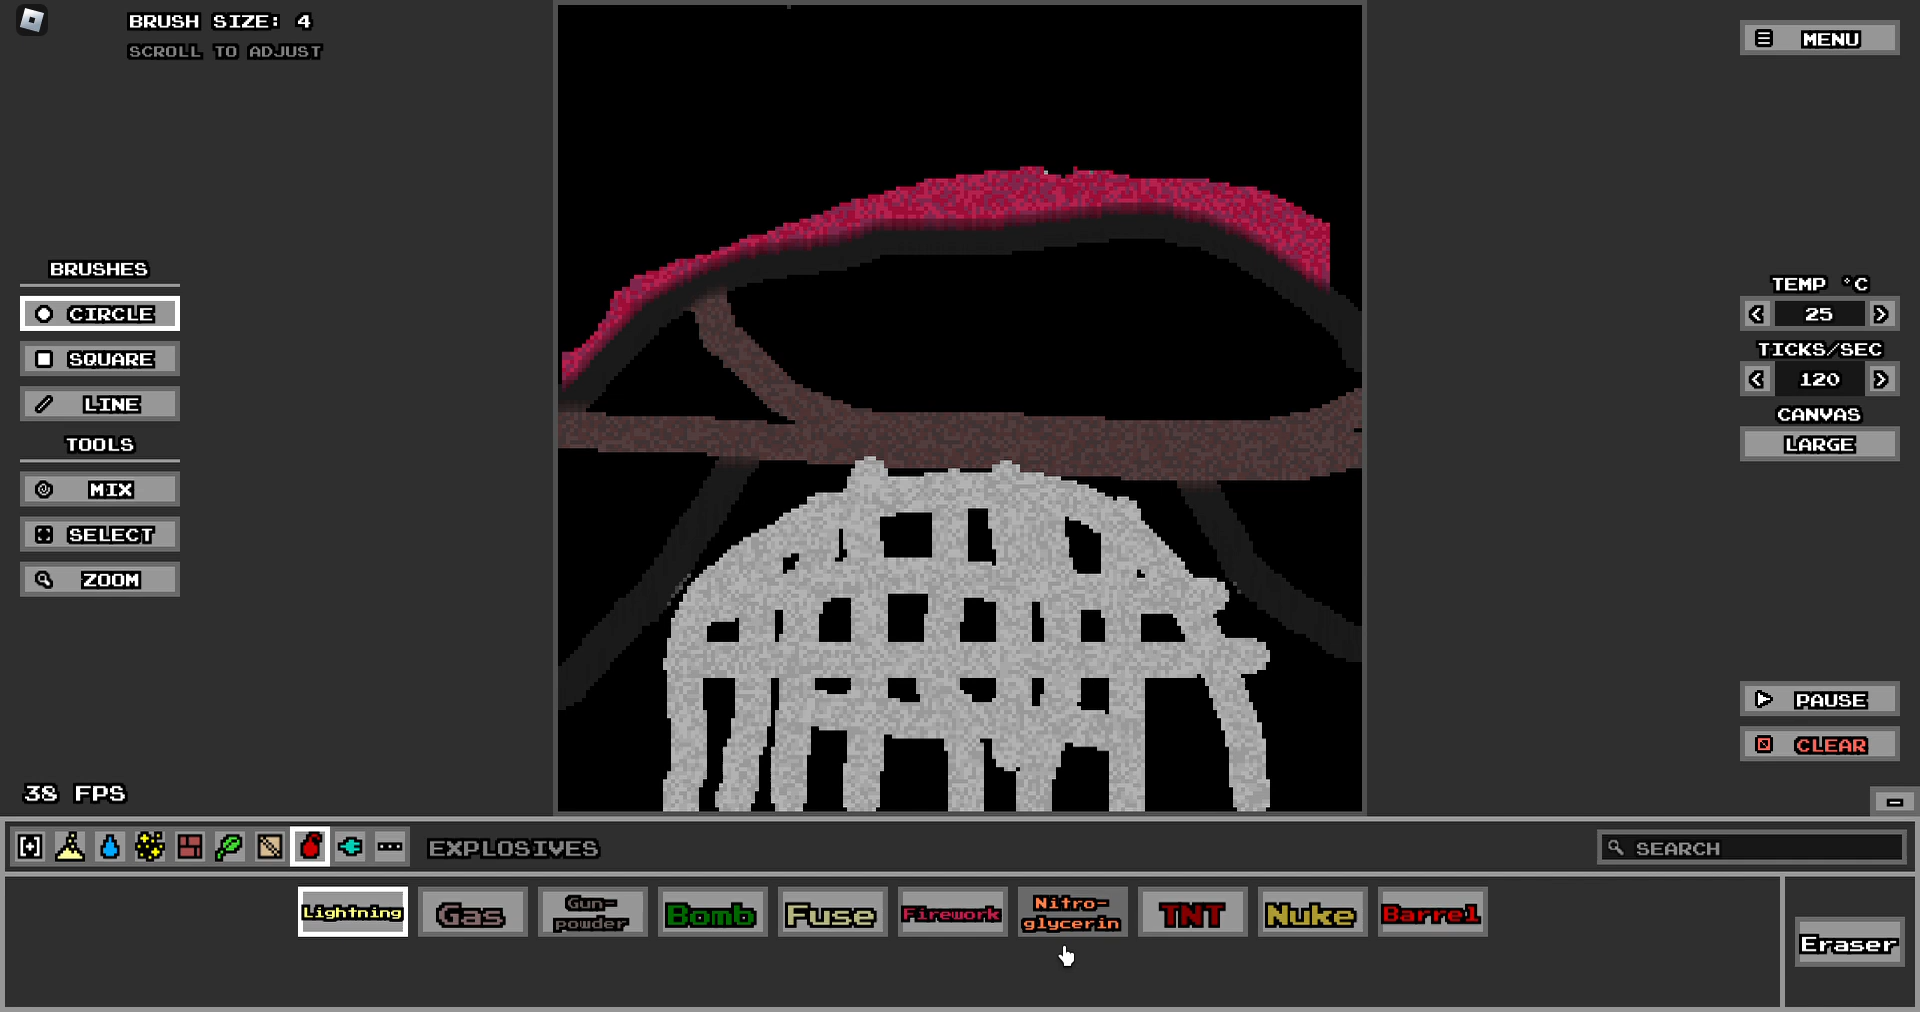 BRUSH SIZE: 4
SCROLL TO ADJUST
MENU
BRUSHES
CIRCLE
SQUARE
LINE
TOOLS
MIX
SELECT
ZOOM
TEMP °C
< 25 >
TICKS/SEC
< 120 >
CANVAS
LARGE
PAUSE
CLEAR
38 FPS
EXPLOSIVES
SEARCH
Lightning
Gas
Gun-
powder
Bomb
Fuse
Firework
Nitro-
glycerin
TNT
Nuke
Barrel
Eraser